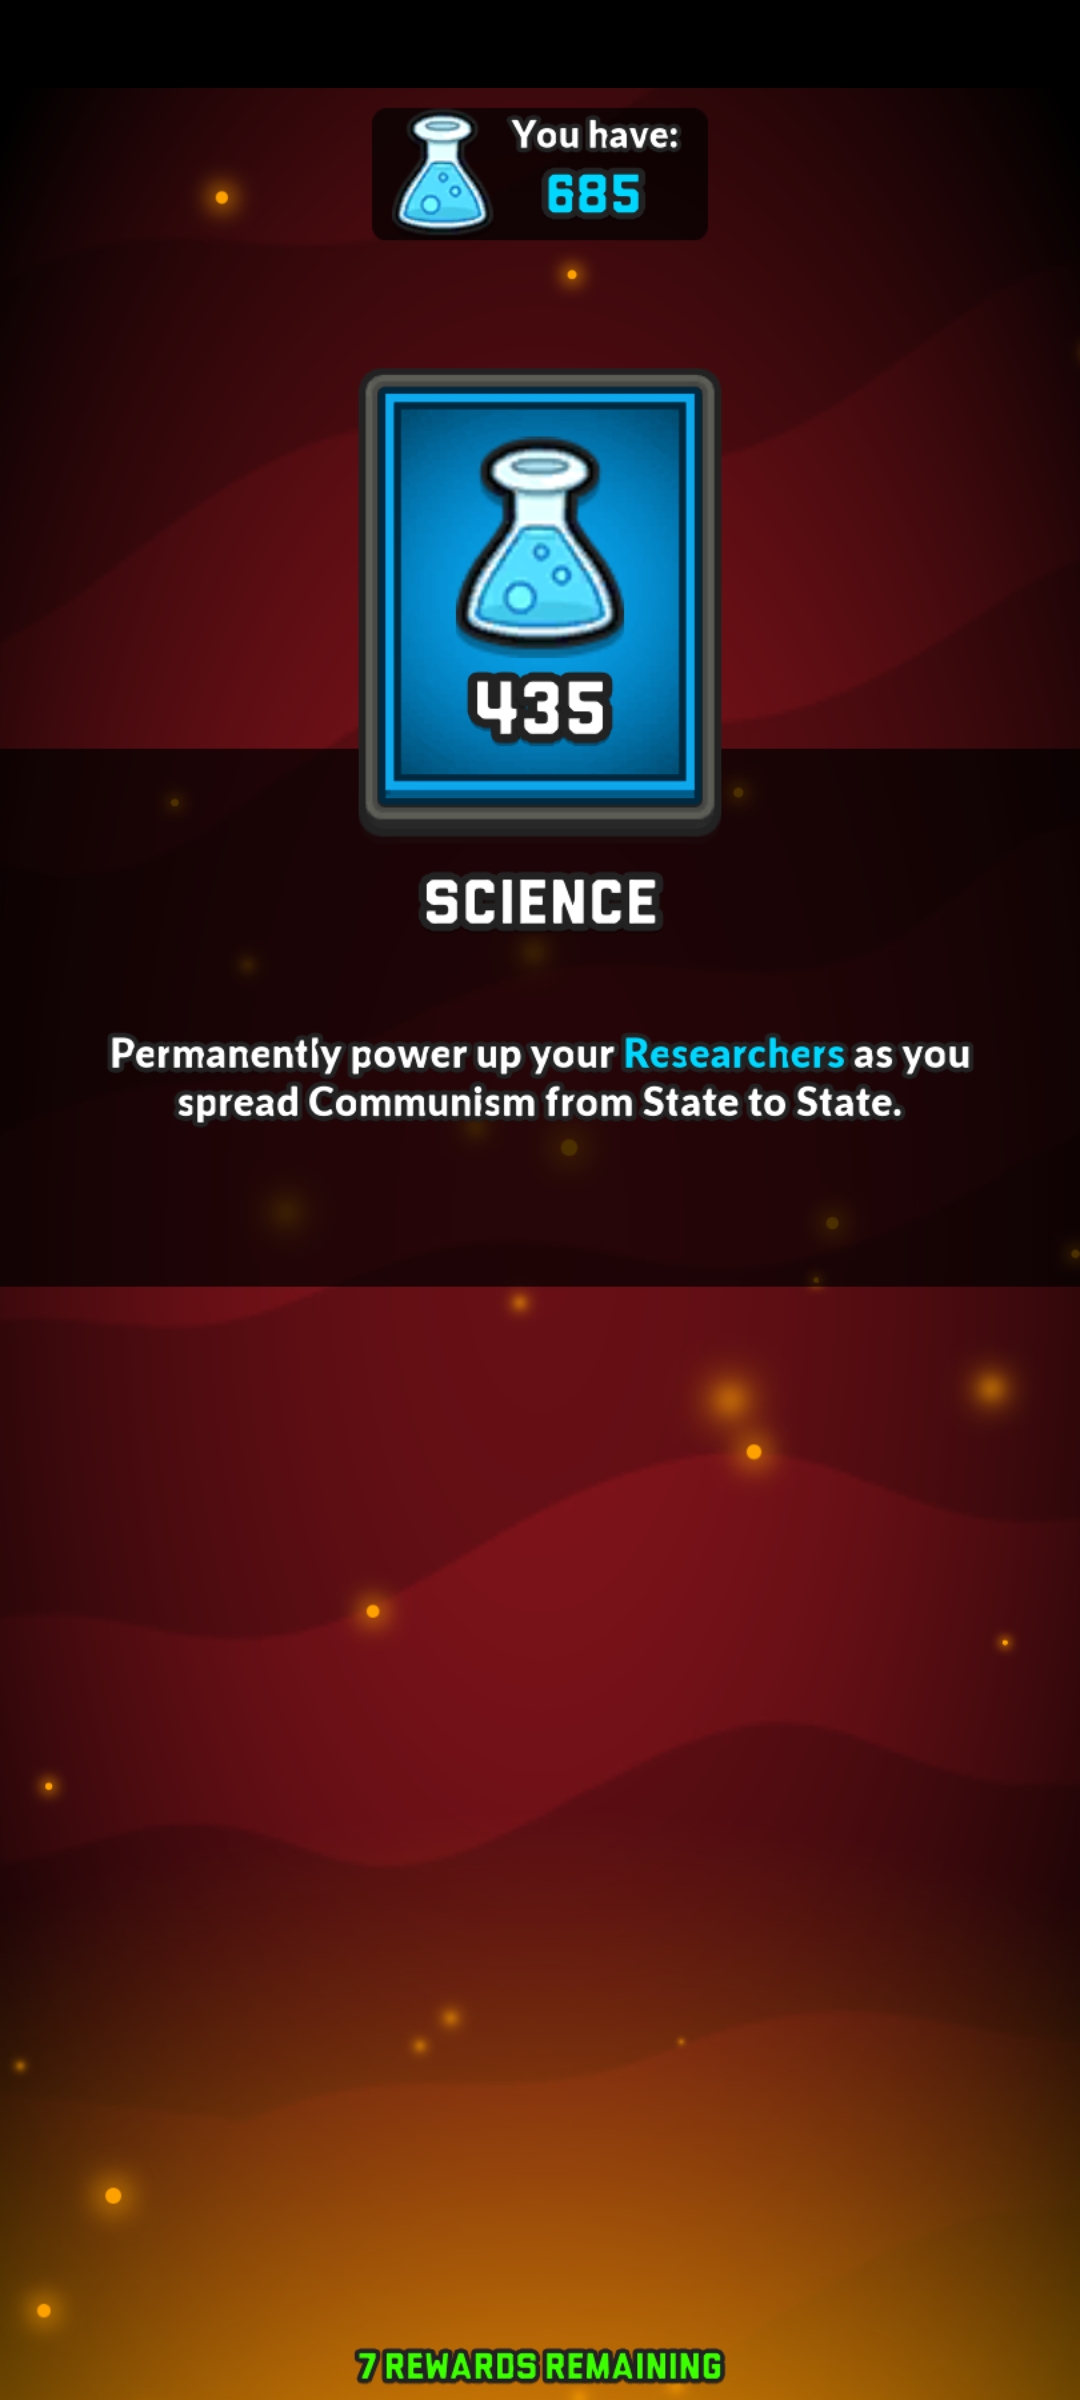 You have:
685
435
SCIENCE
Permanently power up your Researchers as you
spread Communism from State to State.
7 REWARDS REMAINING